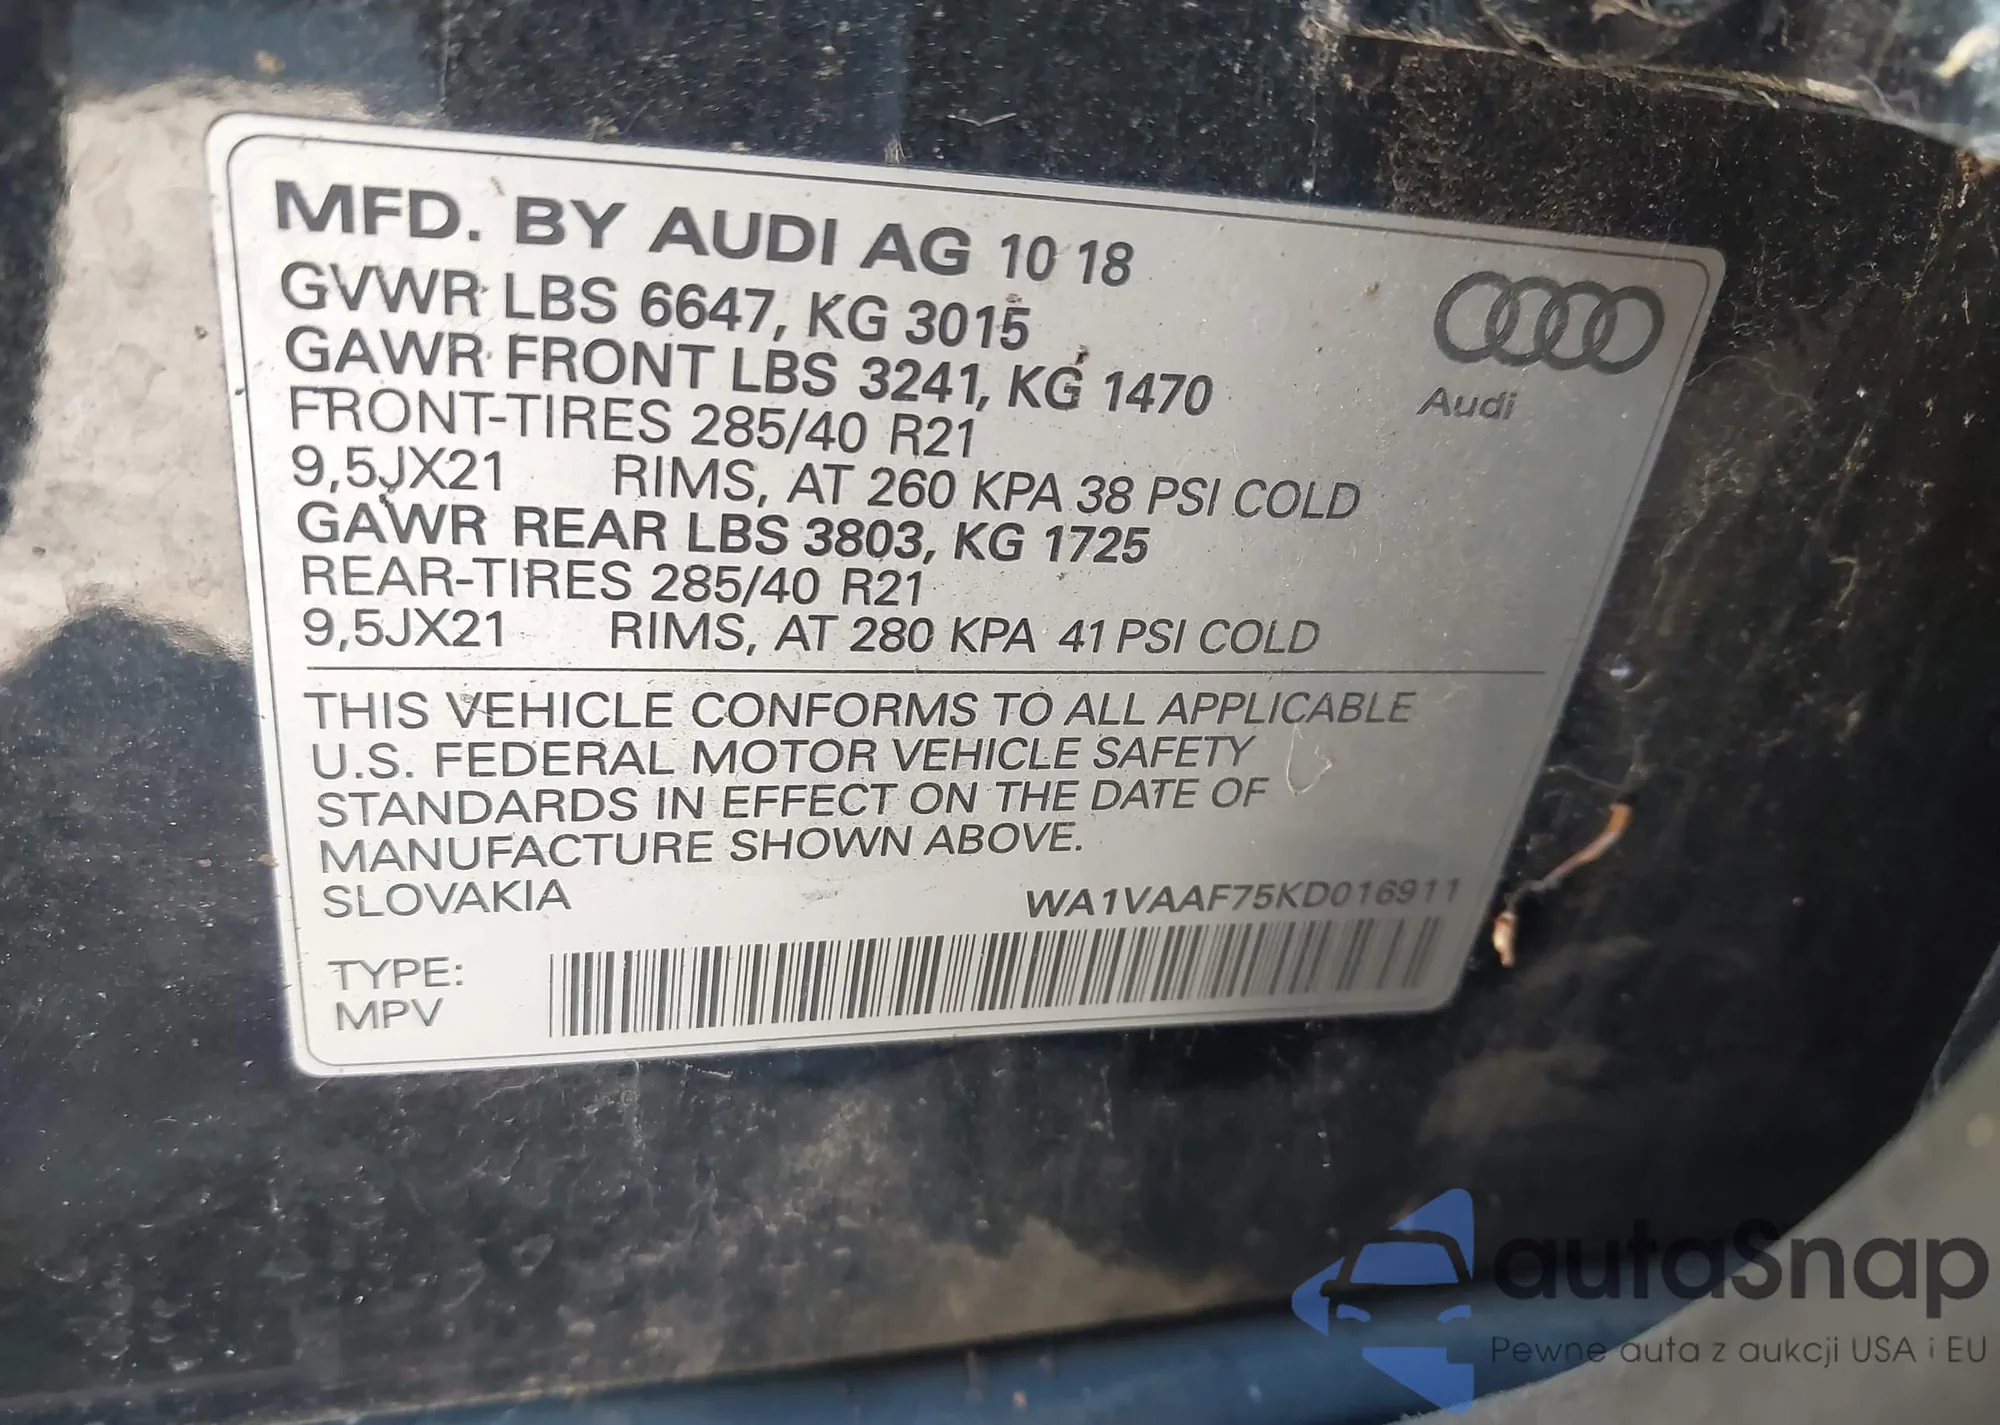 MFD. BY AUDI AG 10 18
GVWR LBS 6647, KG 3015
GAWR FRONT LBS 3241, KG 1470
FRONT-TIRES 285/40 R21
9,5JX21 RIMS, AT 260 KPA 38 PSI COLD
GAWR REAR LBS 3803, KG 1725
REAR-TIRES 285/40 R21
9,5JX21 RIMS, AT 280 KPA 41 PSI COLD
Audi
THIS VEHICLE CONFORMS TO ALL APPLICABLE
U.S. FEDERAL MOTOR VEHICLE SAFETY
STANDARDS IN EFFECT ON THE DATE OF
MANUFACTURE SHOWN ABOVE.
SLOVAKIA WA1VAAF75KD016911
TYPE:
MPV
autaSnap
Pewne auta z aukcji USA i EU